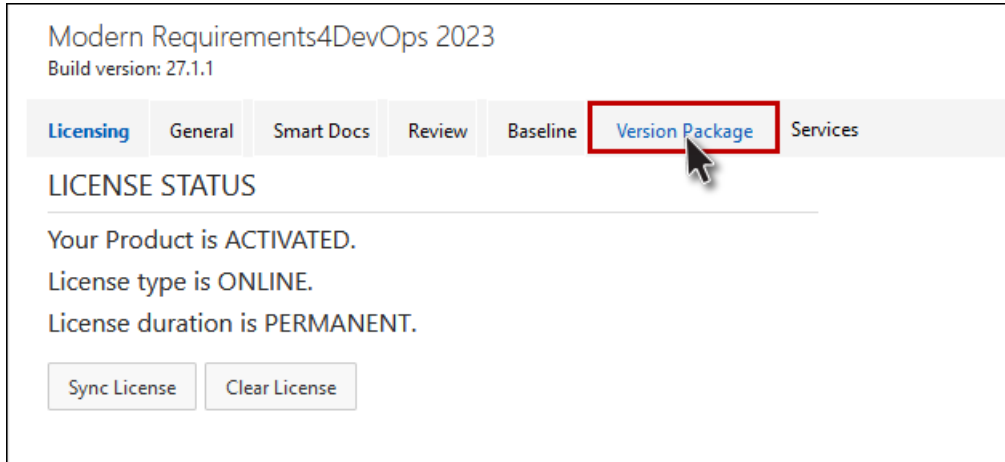 Modern Requirements4DevOps 2023
Build version: 27.1.1
Licensing General Smart Docs Review Baseline Version Package Services
LICENSE STATUS
Your Product is ACTIVATED.
License type is ONLINE.
License duration is PERMANENT.
Sync License Clear License